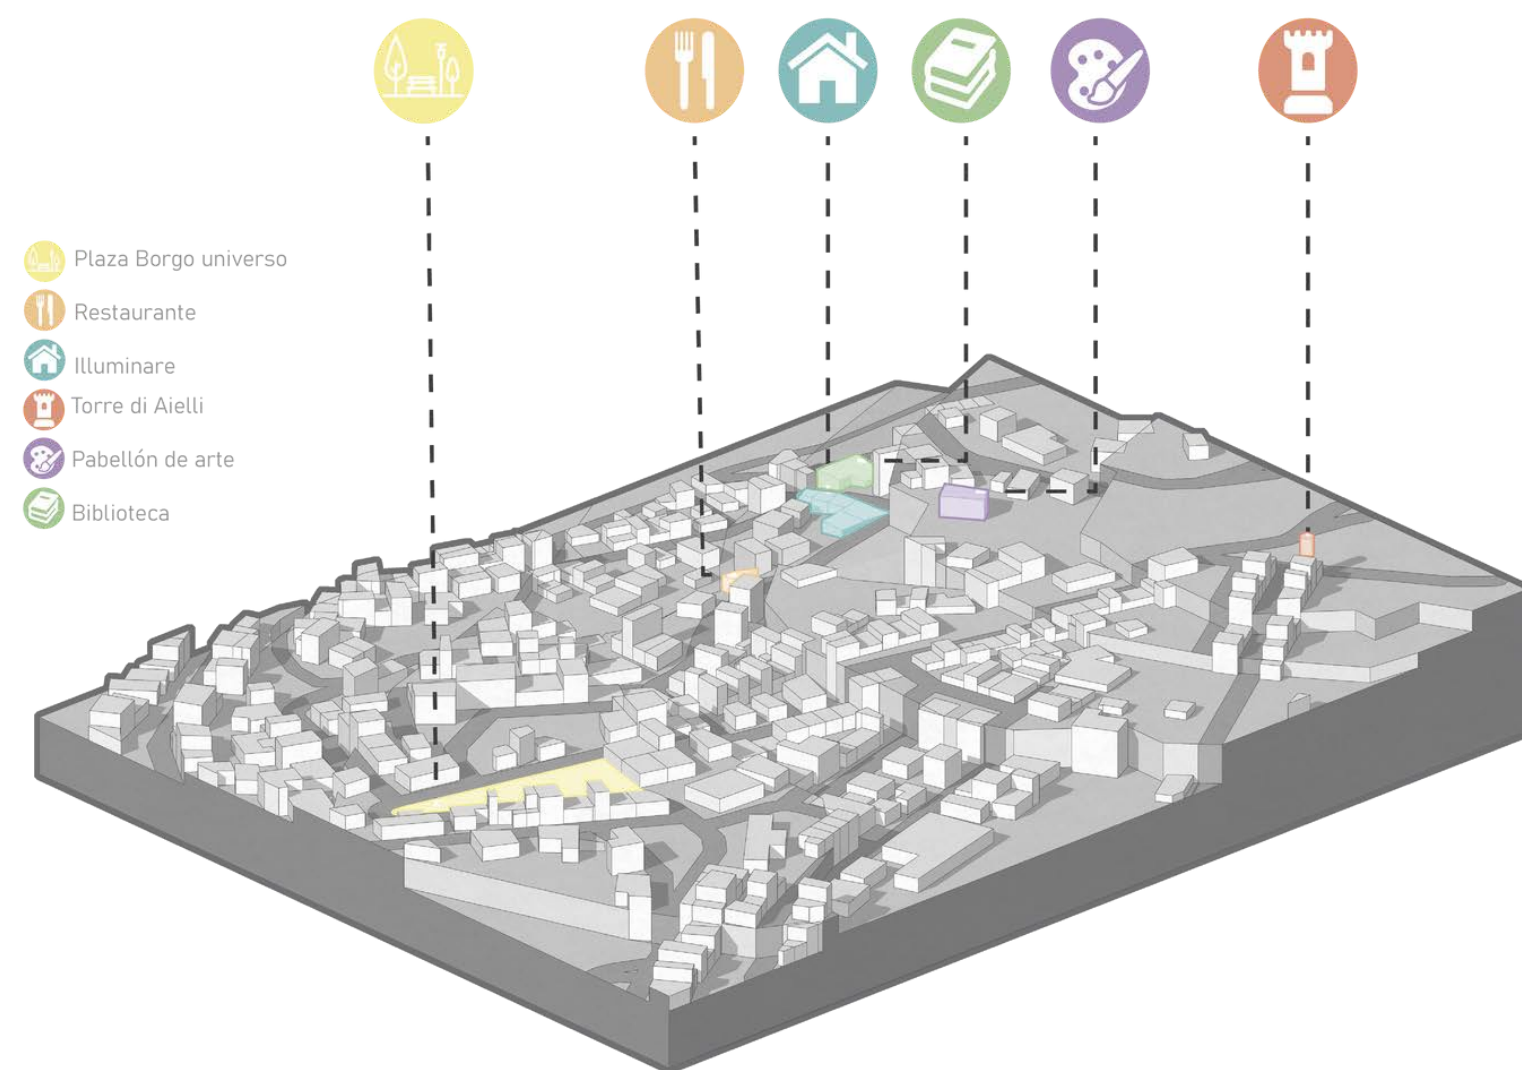 Plaza Borgo universo
Restaurante
Illuminare
Torre di Aielli
Pabellón de arte
Biblioteca